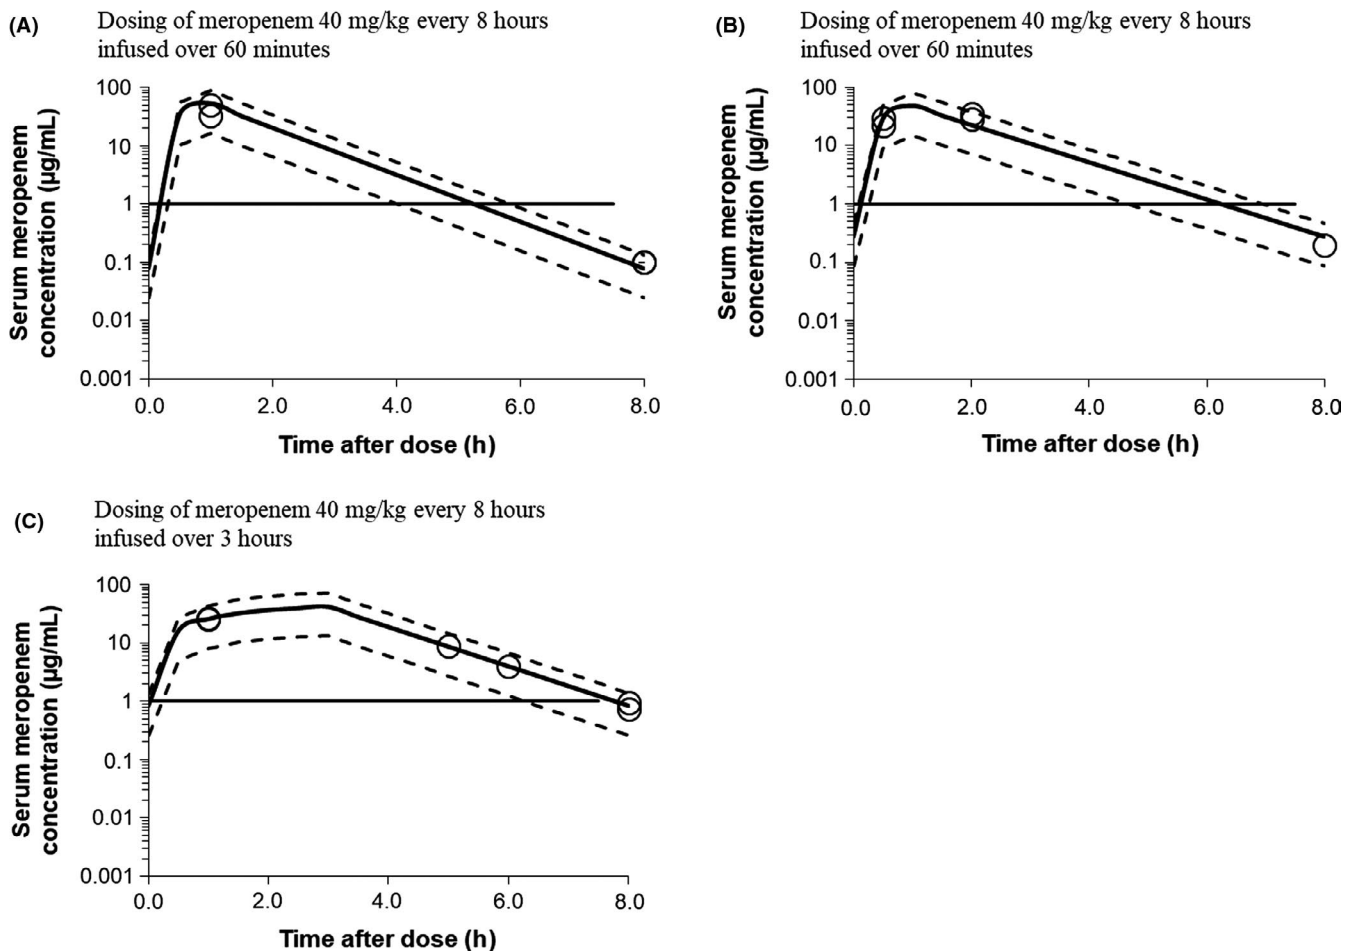 (A)
Dosing of meropenem 40 mg/kg every 8 hours
infused over 60 minutes
Serum meropenem
concentration (µg/mL)
100
10
1
0.1
0.01
0.001
0.0
2.0
4.0
6.0
8.0
Time after dose (h)
(B)
Dosing of meropenem 40 mg/kg every 8 hours
infused over 60 minutes
Serum meropenem
concentration (µg/mL)
100
10
1
0.1
0.01
0.001
0.0
2.0
4.0
6.0
8.0
Time after dose (h)
(C)
Dosing of meropenem 40 mg/kg every 8 hours
infused over 3 hours
Serum meropenem
concentration (µg/mL)
100
10
1
0.1
0.01
0.001
0.0
2.0
4.0
6.0
8.0
Time after dose (h)